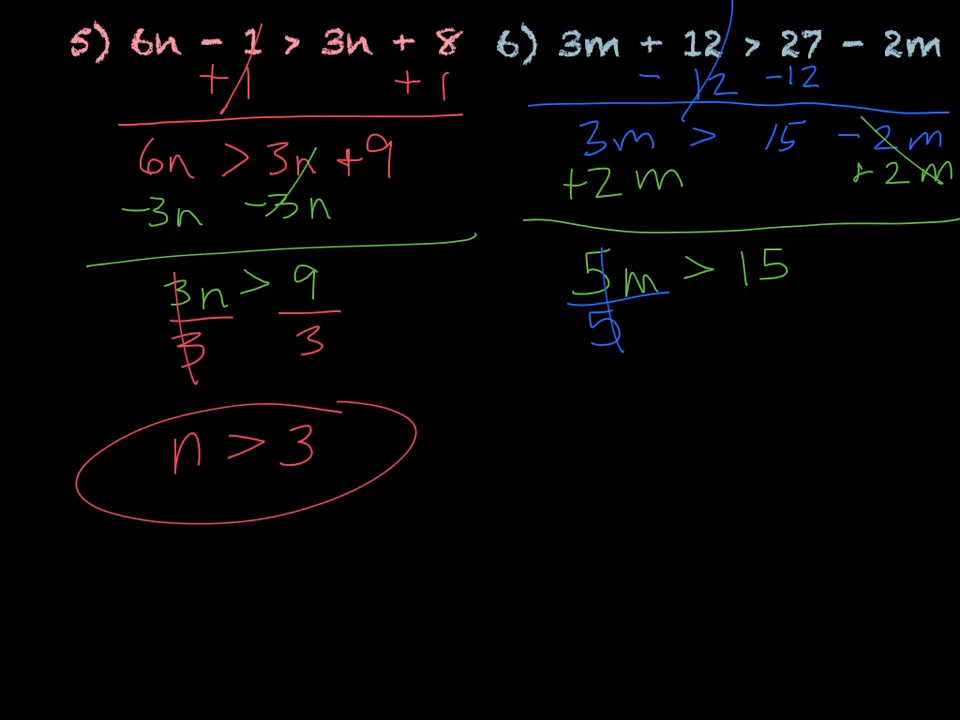 5) 6n - 1 > 3n + 8
+1 +1
6n > 3n +9
-3n -3n
3n > 9
3 3
n > 3
6) 3m + 12 > 27 - 2m
- 12 -12
3m > 15 - 2m
+2m +2m
5m > 15
5